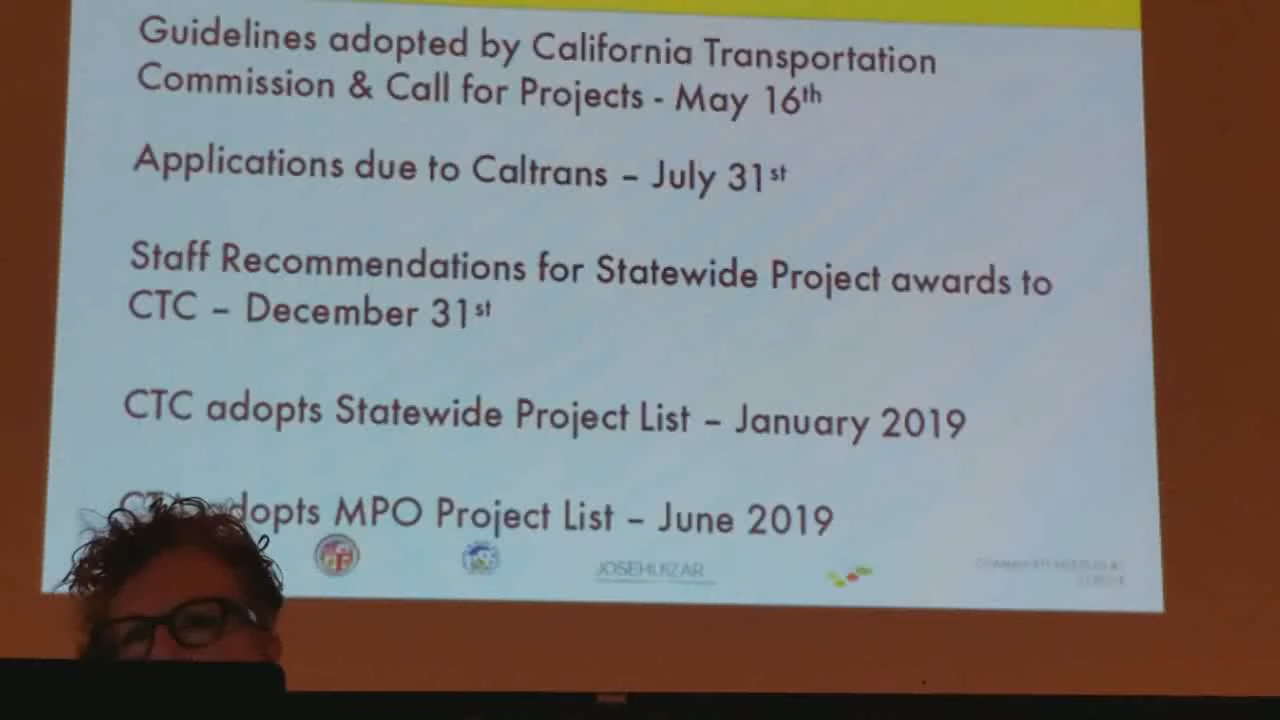 Guidelines adopted by California Transportation
Commission & Call for Projects - May 16th
Applications due to Caltrans – July 31st
Staff Recommendations for Statewide Project awards to
CTC – December 31st
CTC adopts Statewide Project List – January 2019
adopts MPO Project List – June 2019
JOSEHUIZAR